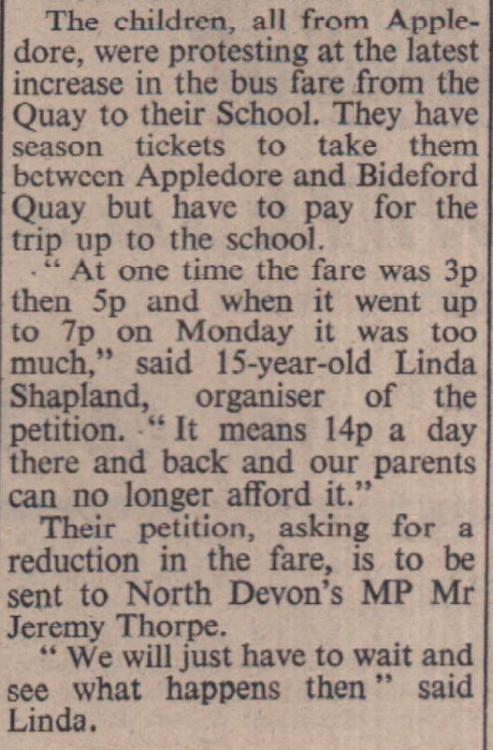 The children, all from Apple-
dore, were protesting at the latest
increase in the bus fare from the
Quay to their School. They have
season tickets to take them
between Appledore and Bideford
Quay but have to pay for the
trip up to the school.
“ At one time the fare was 3p
then 5p and when it went up
to 7p on Monday it was too
much,” said 15-year-old Linda
Shapland, organiser of the
petition. “ It means 14p a day
there and back and our parents
can no longer afford it.”
Their petition, asking for a
reduction in the fare, is to be
sent to North Devon’s MP Mr
Jeremy Thorpe.
“ We will just have to wait and
see what happens then ” said
Linda.